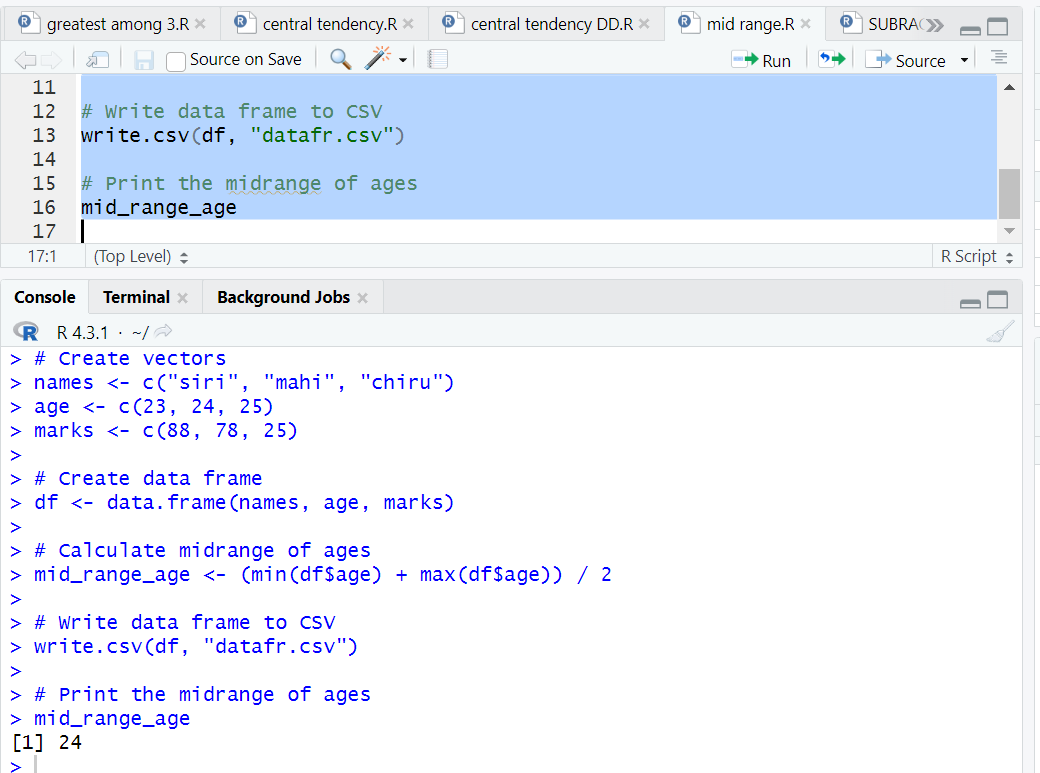 greatest among 3.R central tendency.R central tendency DD.R mid range.R SUBRA
Source on Save Run Source
11
12 # Write data frame to CSV
13 write.csv(df, "datafr.csv")
14
15 # Print the midrange of ages
16 mid_range_age
17
17:1 (Top Level) R Script
Console Terminal Background Jobs
R 4.3.1 · ~/
> # Create vectors
> names <- c("siri", "mahi", "chiru")
> age <- c(23, 24, 25)
> marks <- c(88, 78, 25)
>
> # Create data frame
> df <- data.frame(names, age, marks)
>
> # Calculate midrange of ages
> mid_range_age <- (min(df$age) + max(df$age)) / 2
>
> # Write data frame to CSV
> write.csv(df, "datafr.csv")
>
> # Print the midrange of ages
> mid_range_age
[1] 24
>